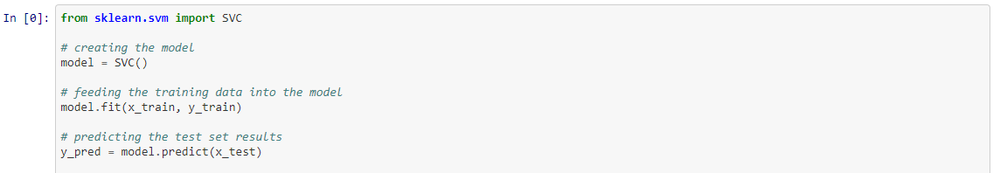 In [0]: from sklearn.svm import SVC
# creating the model
model = SVC()
# feeding the training data into the model
model.fit(x_train, y_train)
# predicting the test set results
y_pred = model.predict(x_test)